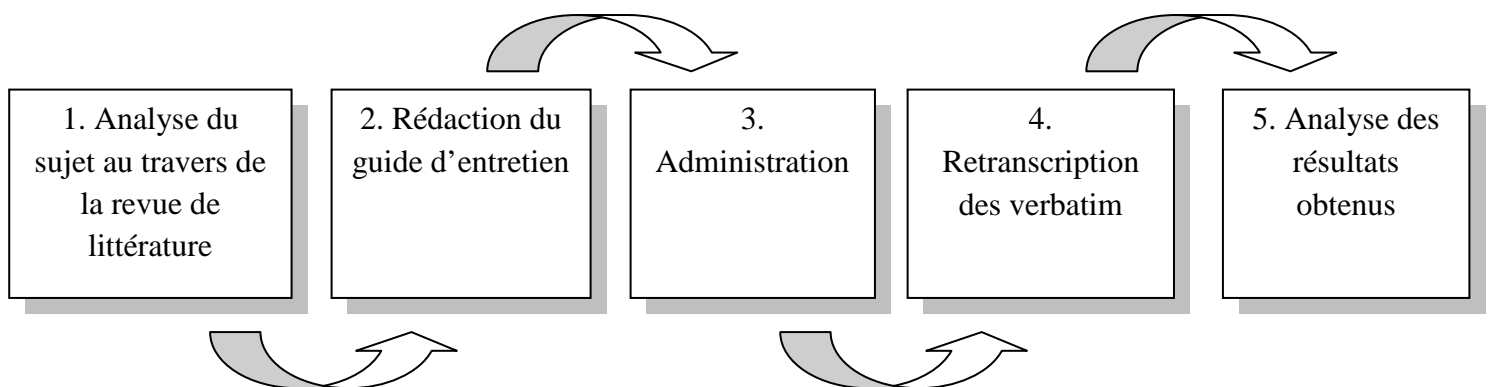 1. Analyse du
sujet au travers de
la revue de
littérature
2. Rédaction du
guide d’entretien
3.
Administration
4.
Retranscription
des verbatim
5. Analyse des
résultats
obtenus